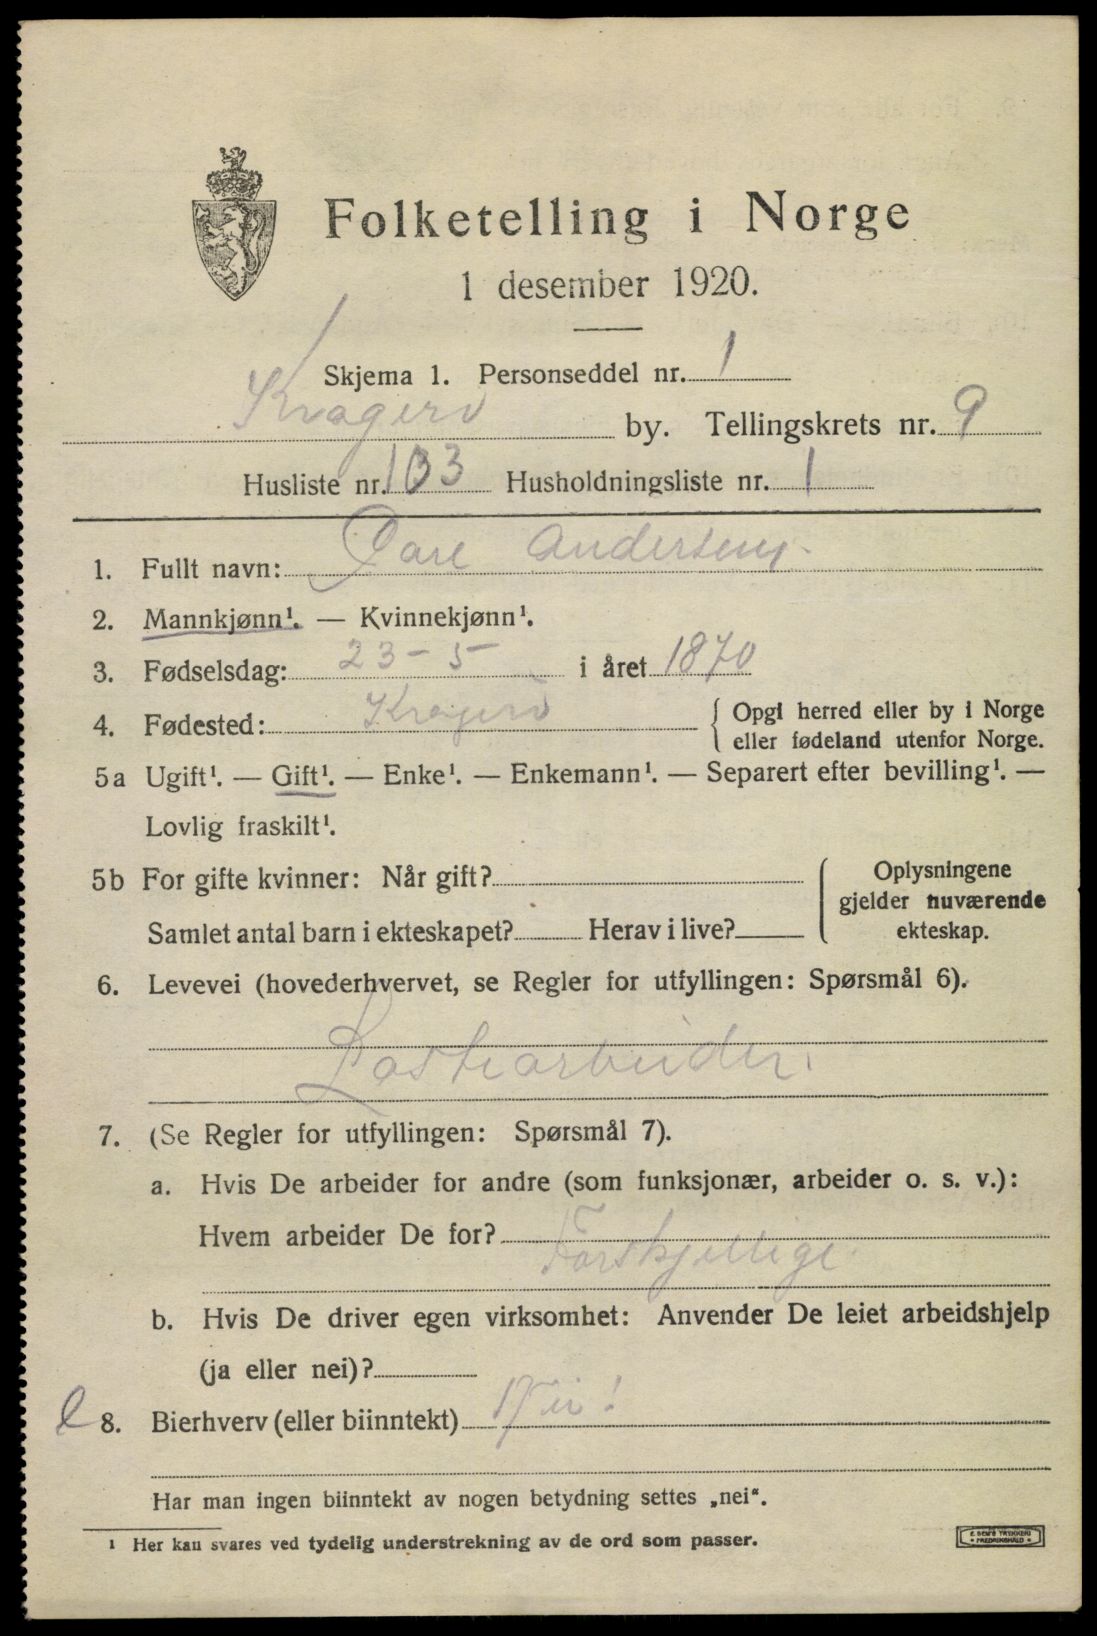 Folketelling i Norge
1 desember 1920.
Skjema 1. Personseddel nr. 1
Kragerø by. Tellingskrets nr. 9
Husliste nr. 133 Husholdningsliste nr. 1
1. Fullt navn: Andersen
2. Mannkjønn¹. — Kvinnekjønn¹.
3. Fødselsdag: 23-5 i året 1870
4. Fødested: Kragerø { Opgi herred eller by i Norge
eller fødeland utenfor Norge.
5a Ugift¹. — Gift¹. — Enke¹. — Enkemann¹. — Separert efter bevilling¹. —
Lovlig fraskilt¹.
5b For gifte kvinner: Når gift? { Oplysningene
gjelder nuværende
Samlet antal barn i ekteskapet? Herav i live? ekteskap.
6. Levevei (hovederhvervet, se Regler for utfyllingen: Spørsmål 6).
Lastearbeider.
7. (Se Regler for utfyllingen: Spørsmål 7).
a. Hvis De arbeider for andre (som funksjonær, arbeider o. s. v.):
Hvem arbeider De for?
Forskjellige.
b. Hvis De driver egen virksomhet: Anvender De leiet arbeidshjelp
(ja eller nei)?
8. Bierhverv (eller biinntekt) Nei!
Har man ingen biinntekt av nogen betydning settes „nei".
¹ Her kan svares ved tydelig understrekning av de ord som passer.